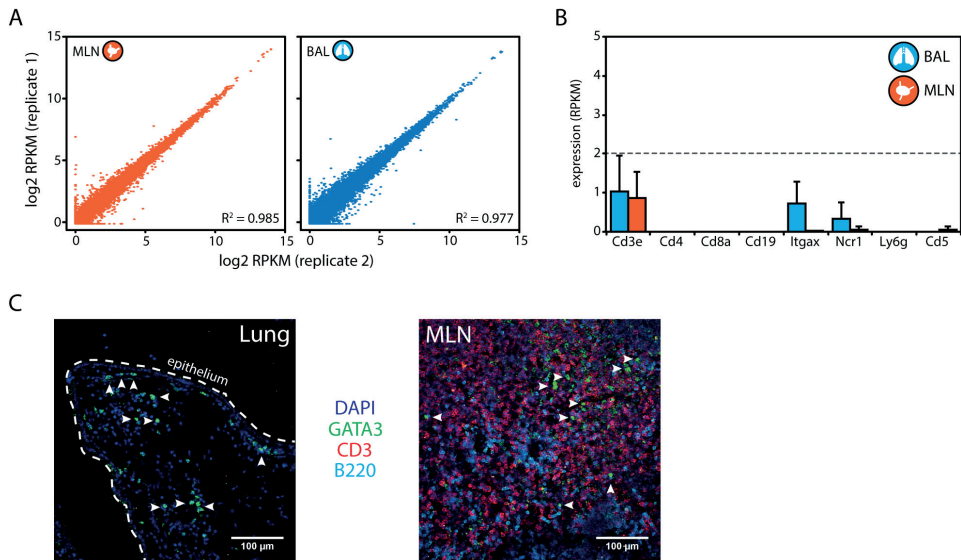 A
MLN
BAL
log2 RPKM (replicate 1)
15
10
5
0
R² = 0.985
R² = 0.977
0 5 10 15
0 5 10 15
log2 RPKM (replicate 2)
B
BAL
MLN
expression (RPKM)
5
4
3
2
1
0
Cd3e Cd4 Cd8a Cd19 Itgax Ncr1 Ly6g Cd5
C
Lung
epithelium
100 µm
DAPI
GATA3
CD3
B220
MLN
100 µm